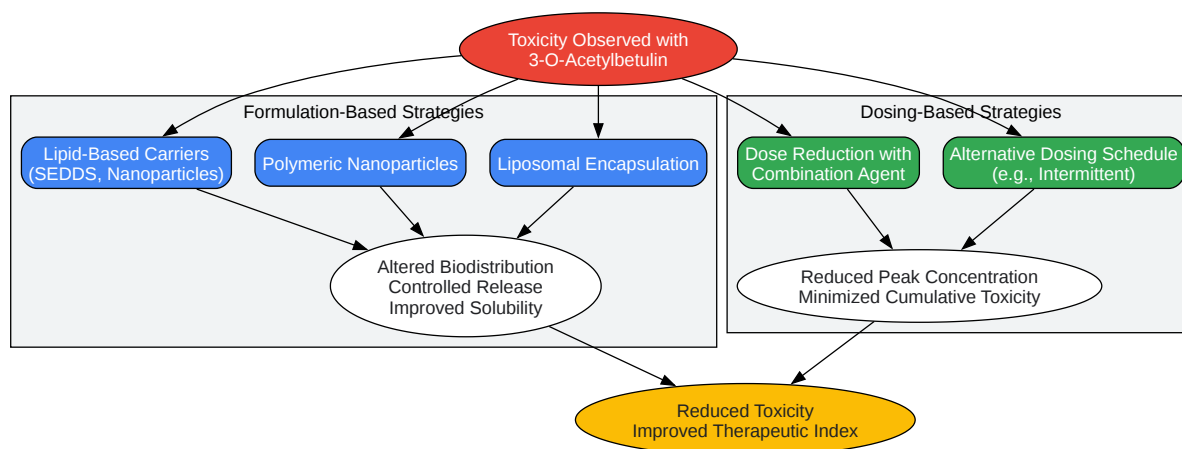 Toxicity Observed with
3-O-Acetylbetulin
Formulation-Based Strategies
Dosing-Based Strategies
Lipid-Based Carriers
(SEDDS, Nanoparticles)
Polymeric Nanoparticles
Liposomal Encapsulation
Dose Reduction with
Combination Agent
Alternative Dosing Schedule
(e.g., Intermittent)
Altered Biodistribution
Controlled Release
Improved Solubility
Reduced Peak Concentration
Minimized Cumulative Toxicity
Reduced Toxicity
Improved Therapeutic Index